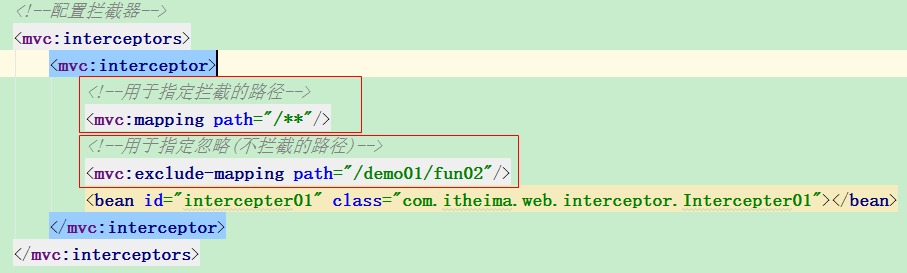 <!--配置拦截器-->
<mvc:interceptors>
<mvc:interceptor>
<!--用于指定拦截的路径-->
<mvc:mapping path="/**"/>
<!--用于指定忽略(不拦截的路径)-->
<mvc:exclude-mapping path="/demo01/fun02"/>
<bean id="intercepter01" class="com.itheima.web.interceptor.Intercepter01"></bean>
</mvc:interceptor>
</mvc:interceptors>